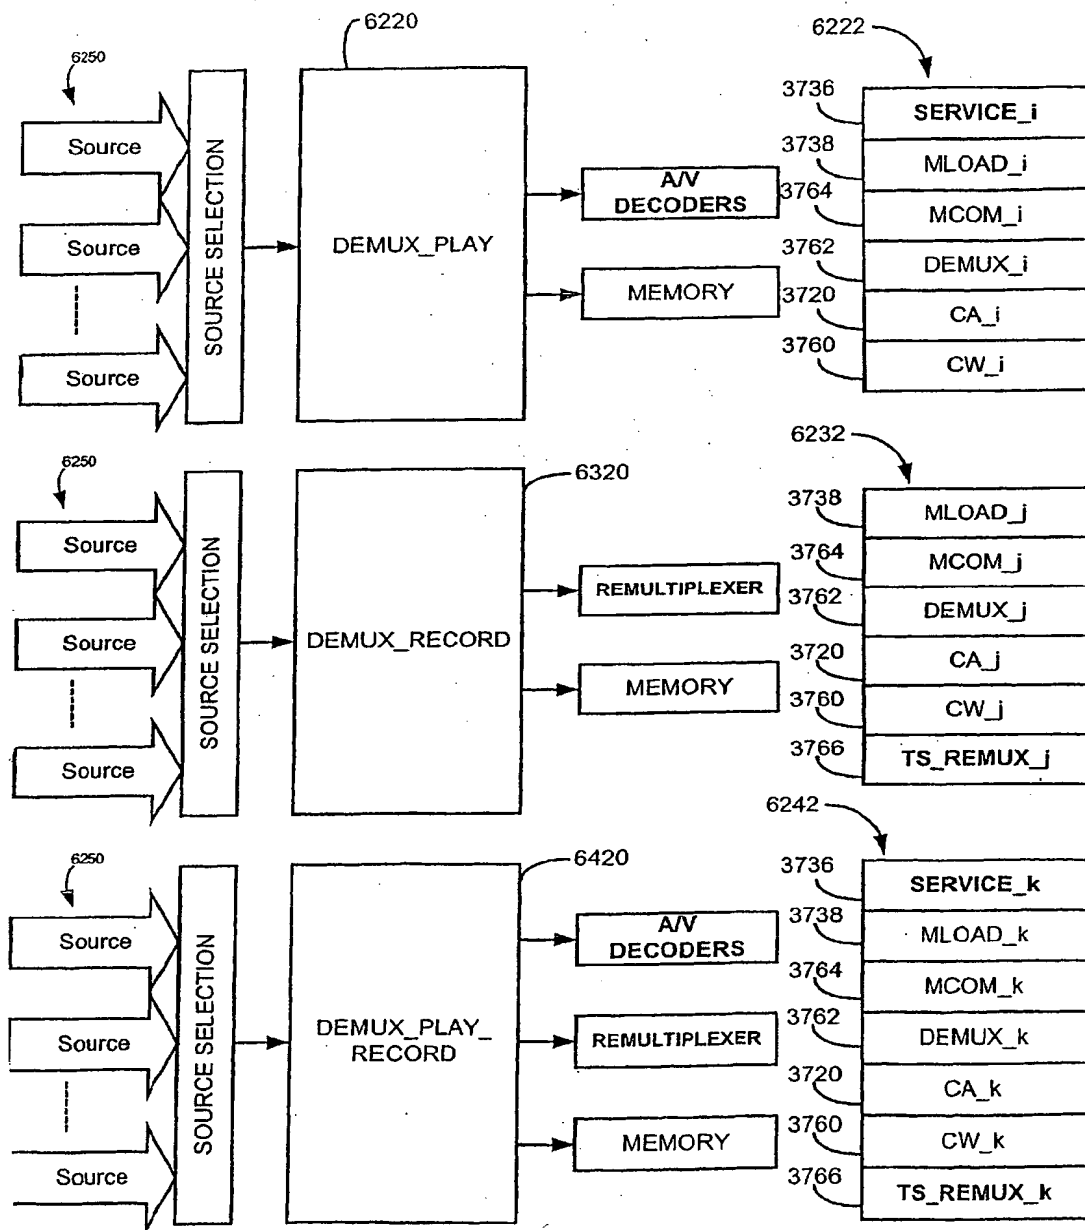 6220
6222
6250
Source
Source
Source
SOURCE SELECTION
DEMUX_PLAY
A/V
DECODERS
MEMORY
3736
SERVICE_i
3738
MLOAD_i
3764
MCOM_i
3762
DEMUX_i
3720
CA_i
3760
CW_i
6250
Source
Source
Source
SOURCE SELECTION
6320
DEMUX_RECORD
REMULTIPLEXER
MEMORY
6232
3738
MLOAD_j
3764
MCOM_j
3762
DEMUX_j
3720
CA_j
3760
CW_j
3766
TS_REMUX_j
6250
Source
Source
Source
SOURCE SELECTION
6420
DEMUX_PLAY_
RECORD
A/V
DECODERS
REMULTIPLEXER
MEMORY
6242
3736
SERVICE_k
3738
MLOAD_k
3764
MCOM_k
3762
DEMUX_k
3720
CA_k
3760
CW_k
3766
TS_REMUX_k